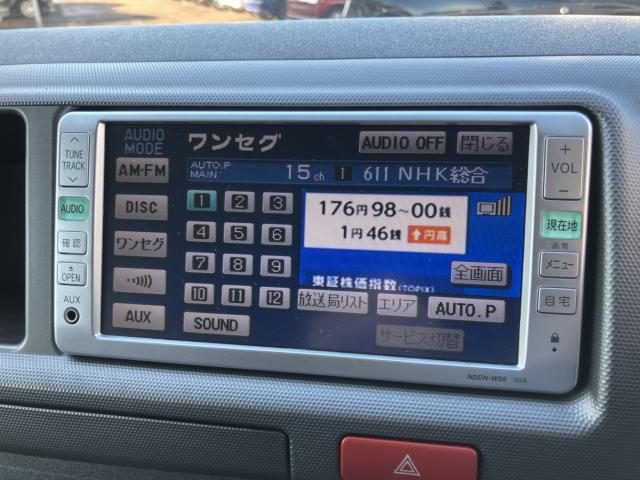 AUDIO MODE
ワンセグ
AUDIO OFF
閉じる
AUTO.P MAIN
15ch 1 611 NHK総合
AM·FM
DISC
ワンセグ
AUX
1 2 3
4 5 6
7 8 9
10 11 12
SOUND
176円98~00銭
1円46銭 ↑円高
東証株価指数(TOPIX)
全画面
放送局リスト
エリア
AUTO.P
サービス切替
∧
TUNE TRACK
∨
AUDIO
確認
OPEN
AUX
+
VOL
−
現在地
画質
メニュー
自宅
NDDN-W58